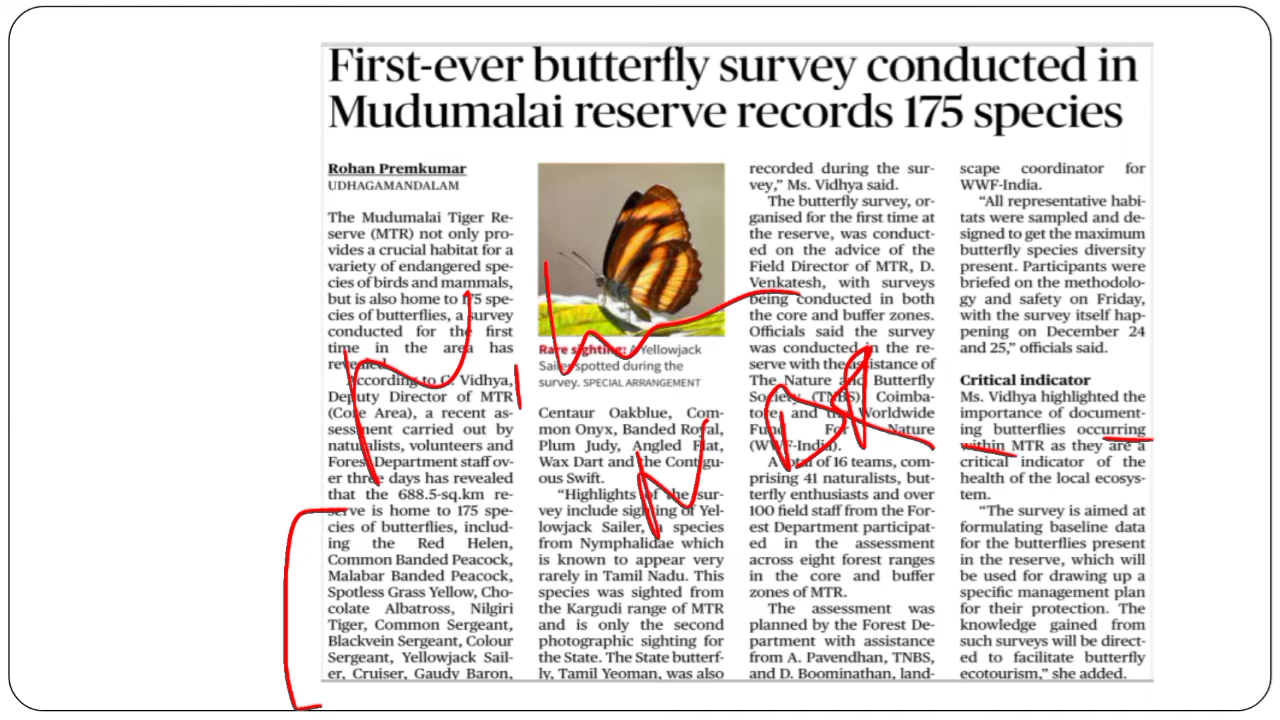 First-ever butterfly survey conducted in
Mudumalai reserve records 175 species
Rohan Premkumar
UDHAGAMANDALAM
The Mudumalai Tiger Re-
serve (MTR) not only pro-
vides a crucial habitat for a
variety of endangered spe-
cies of birds and mammals,
but is also home to 175 spe-
cies of butterflies, a survey
conducted for the first
time in the area has
revealed.
According to C. Vidhya,
Deputy Director of MTR
(Core Area), a recent as-
sessment carried out by
naturalists, volunteers and
Forest Department staff ov-
er three days has revealed
that the 688.5-sq.km re-
serve is home to 175 spe-
cies of butterflies, includ-
ing the Red Helen,
Common Banded Peacock,
Malabar Banded Peacock,
Spotless Grass Yellow, Cho-
colate Albatross, Nilgiri
Tiger, Common Sergeant,
Blackvein Sergeant, Colour
Sergeant, Yellowjack Sail-
er, Cruiser, Gaudy Baron,
Rare sighting: A Yellowjack
Sailer spotted during the
survey. SPECIAL ARRANGEMENT
Centaur Oakblue, Com-
mon Onyx, Banded Royal,
Plum Judy, Angled Flat,
Wax Dart and the Contigu-
ous Swift.
“Highlights of the sur-
vey include sighting of Yel-
lowjack Sailer, a species
from Nymphalidae which
is known to appear very
rarely in Tamil Nadu. This
species was sighted from
the Kargudi range of MTR
and is only the second
photographic sighting for
the State. The State butterf-
ly, Tamil Yeoman, was also
recorded during the sur-
vey,” Ms. Vidhya said.
The butterfly survey, or-
ganised for the first time at
the reserve, was conduct-
ed on the advice of the
Field Director of MTR, D.
Venkatesh, with surveys
being conducted in both
the core and buffer zones.
Officials said the survey
was conducted in the re-
serve with the assistance of
The Nature and Butterfly
Society (TNBS), Coimba-
tore, and the Worldwide
Fund For Nature
(WWF-India).
A total of 16 teams, com-
prising 41 naturalists, but-
terfly enthusiasts and over
100 field staff from the For-
est Department participat-
ed in the assessment
across eight forest ranges
in the core and buffer
zones of MTR.
The assessment was
planned by the Forest De-
partment with assistance
from A. Pavendhan, TNBS,
and D. Boominathan, land-
scape coordinator for
WWF-India.
“All representative habi-
tats were sampled and de-
signed to get the maximum
butterfly species diversity
present. Participants were
briefed on the methodolo-
gy and safety on Friday,
with the survey itself hap-
pening on December 24
and 25,” officials said.
Critical indicator
Ms. Vidhya highlighted the
importance of document-
ing butterflies occurring
within MTR as they are a
critical indicator of the
health of the local ecosys-
tem.
“The survey is aimed at
formulating baseline data
for the butterflies present
in the reserve, which will
be used for drawing up a
specific management plan
for their protection. The
knowledge gained from
such surveys will be direct-
ed to facilitate butterfly
ecotourism,” she added.